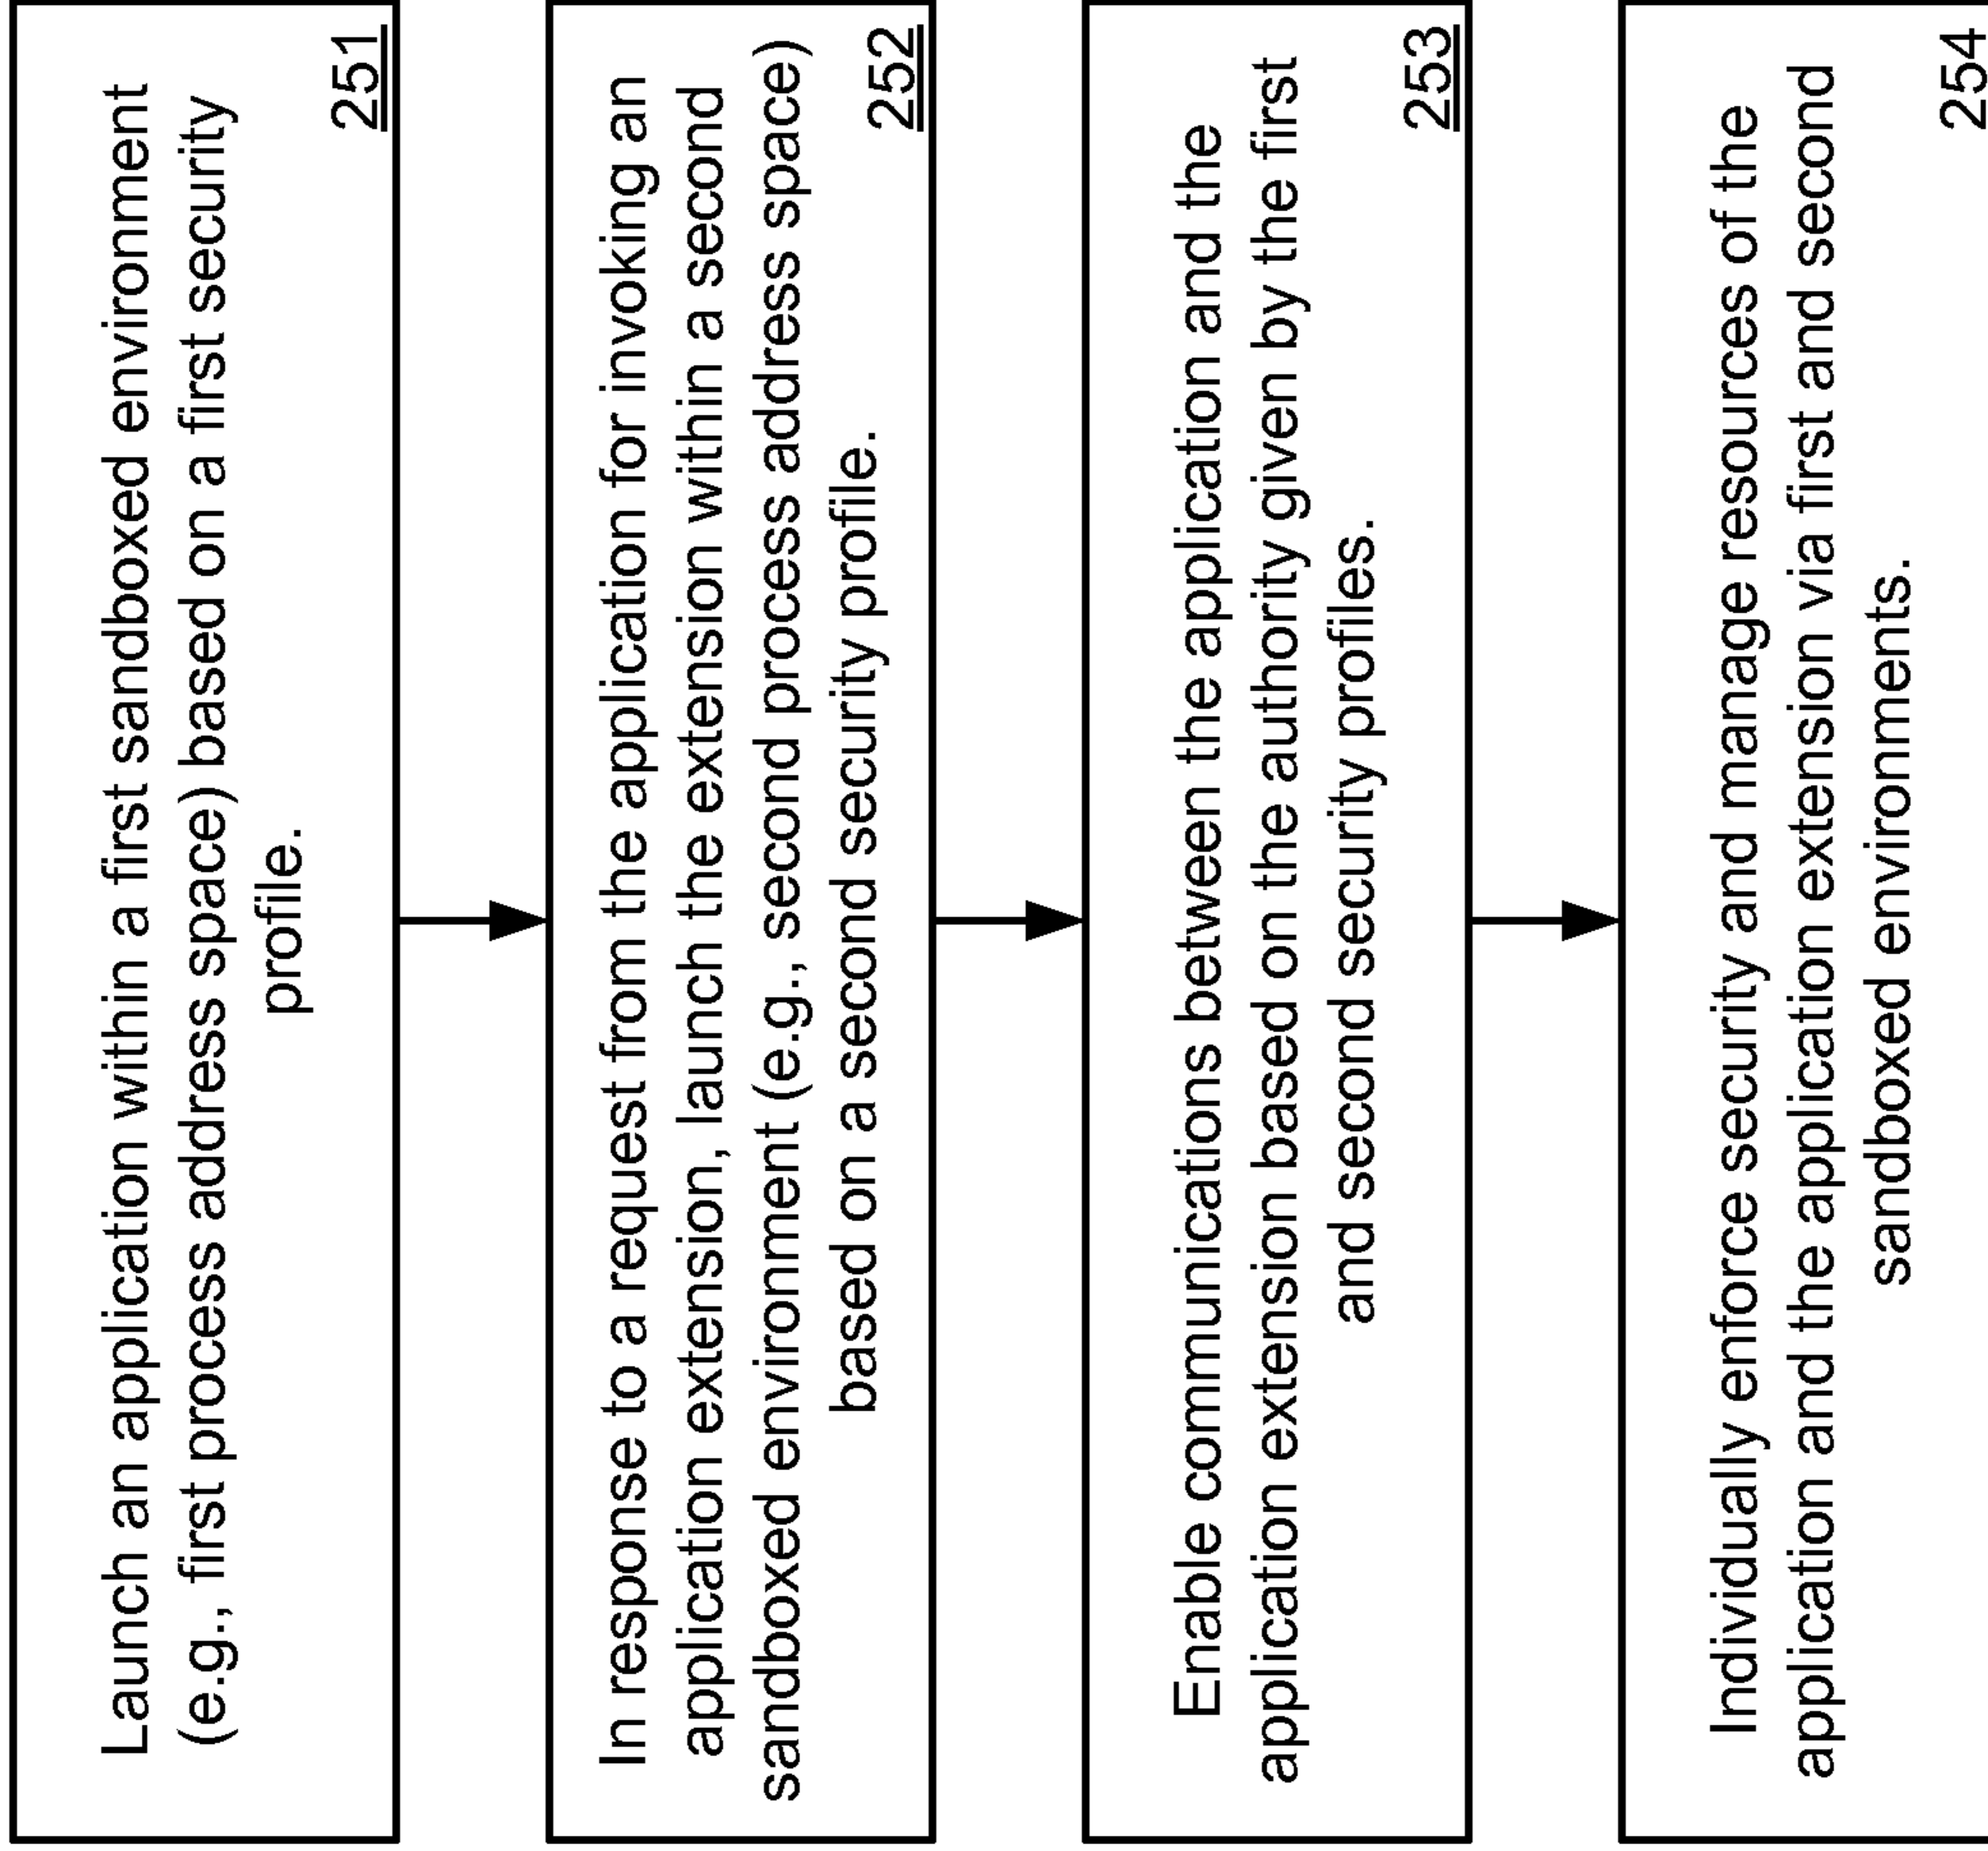 Launch an application within a first sandboxed environment
(e.g., first process address space) based on a first security
profile.
251
In response to a request from the application for invoking an
application extension, launch the extension within a second
sandboxed environment (e.g., second process address space)
based on a second security profile.
252
Enable communications between the application and the
application extension based on the authority given by the first
and second security profiles.
253
Individually enforce security and manage resources of the
application and the application extension via first and second
sandboxed environments.
254